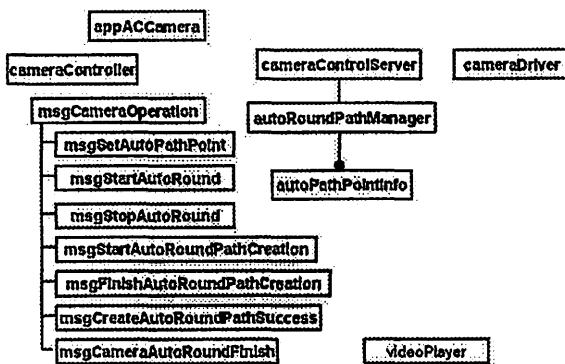 appACCamera
cameraController
cameraControlServer
cameraDriver
msgCameraOperation
autoRoundPathManager
msgSetAutoPathPoint
msgStartAutoRound
autoPathPointInfo
msgStopAutoRound
msgStartAutoRoundPathCreation
msgFinishAutoRoundPathCreation
msgCreateAutoRoundPathSuccess
msgCameraAutoRoundFinish
videoPlayer